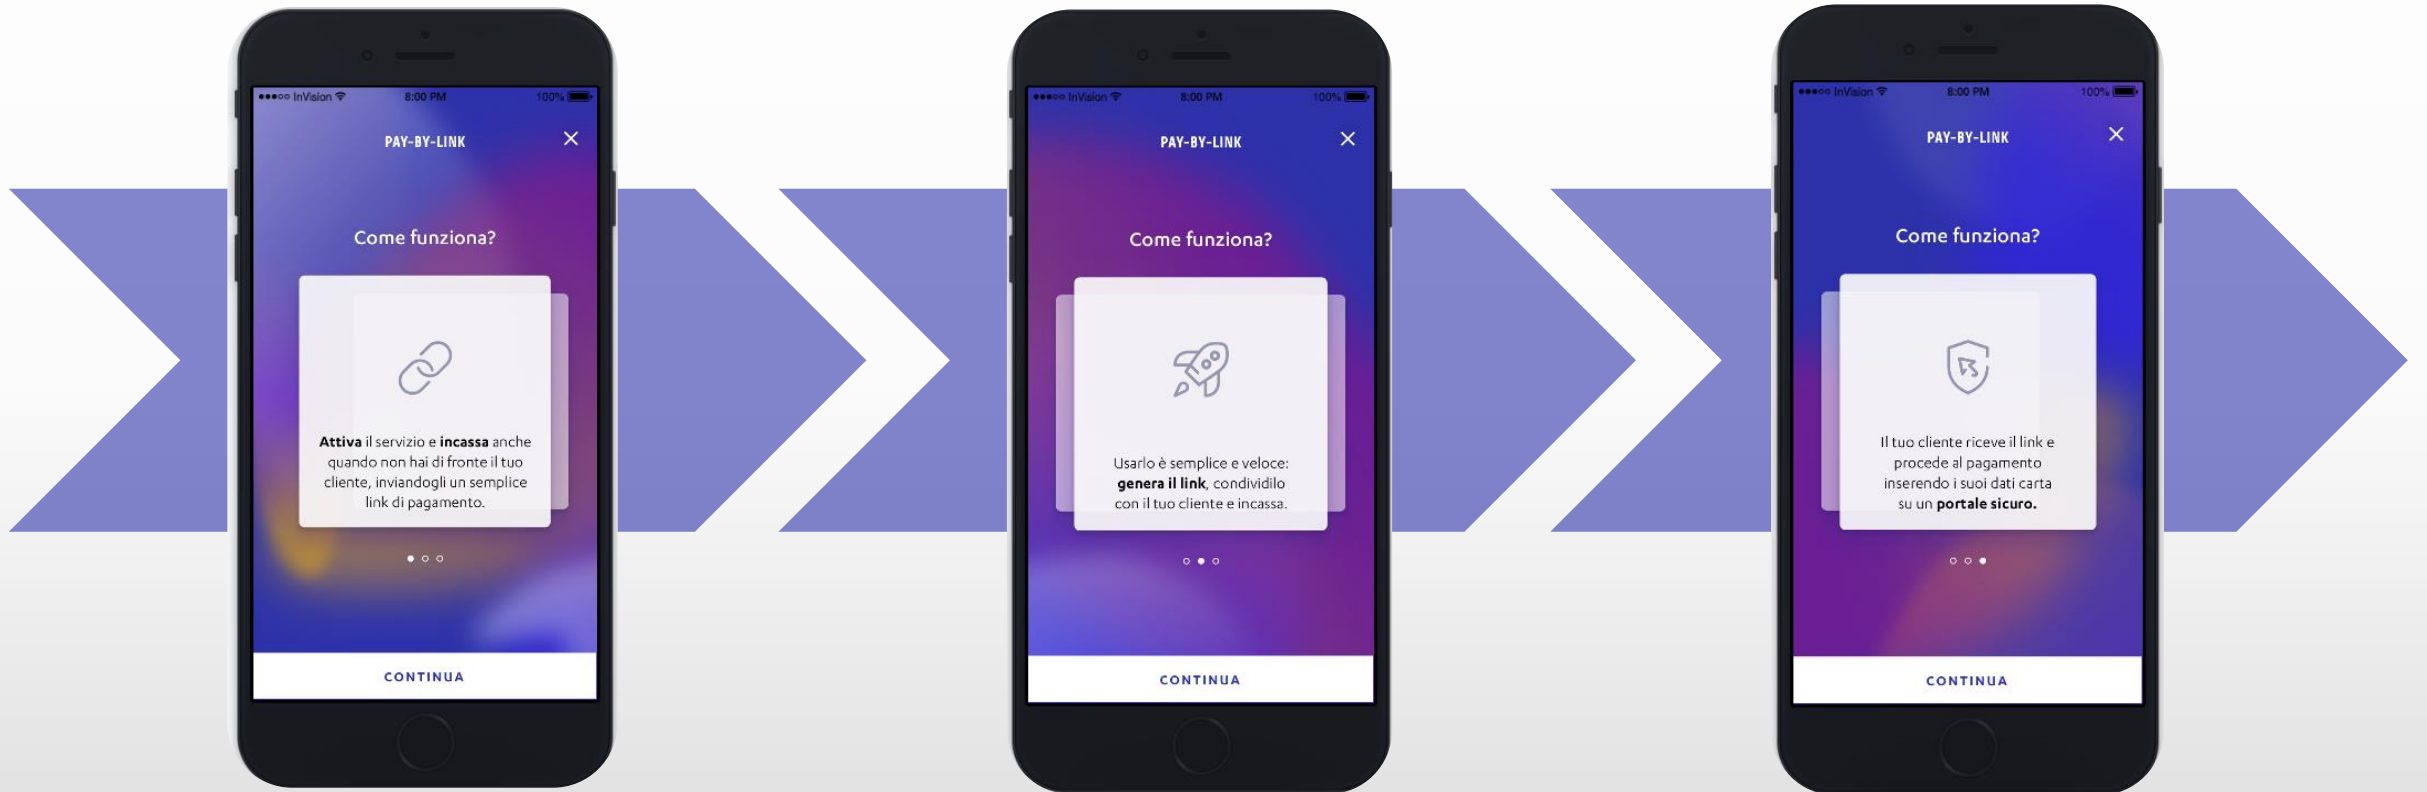 ●●●○○ InVision 8:00 PM 100%
PAY-BY-LINK
Come funziona?
Attiva il servizio e incassa anche
quando non hai di fronte il tuo
cliente, inviandogli un semplice
link di pagamento.
CONTINUA
●●●○○ InVision 8:00 PM 100%
PAY-BY-LINK
Come funziona?
Usarlo è semplice e veloce:
genera il link, condividilo
con il tuo cliente e incassa.
CONTINUA
●●●○○ InVision 8:00 PM 100%
PAY-BY-LINK
Come funziona?
Il tuo cliente riceve il link e
procede al pagamento
inserendo i suoi dati carta
su un portale sicuro.
CONTINUA